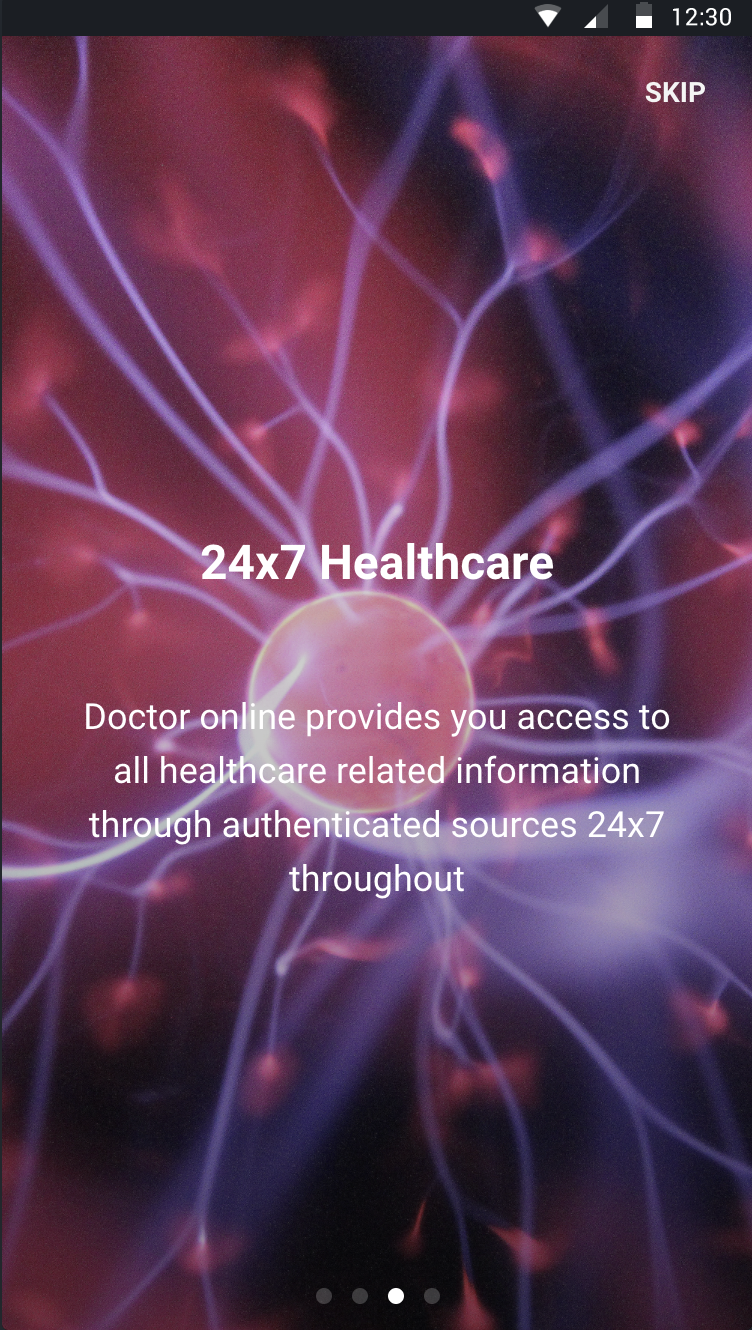 12:30
SKIP
24x7 Healthcare
Doctor online provides you access to
all healthcare related information
through authenticated sources 24x7
throughout